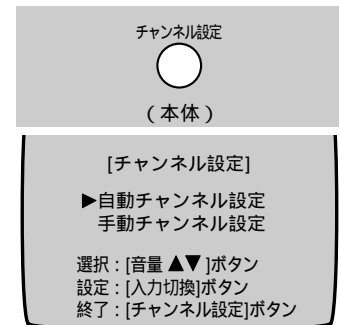 チャンネル設定
（本体）
[チャンネル設定]
▶自動チャンネル設定
手動チャンネル設定
選択：[音量▲▼]ボタン
設定：[入力切換]ボタン
終了：[チャンネル設定]ボタン